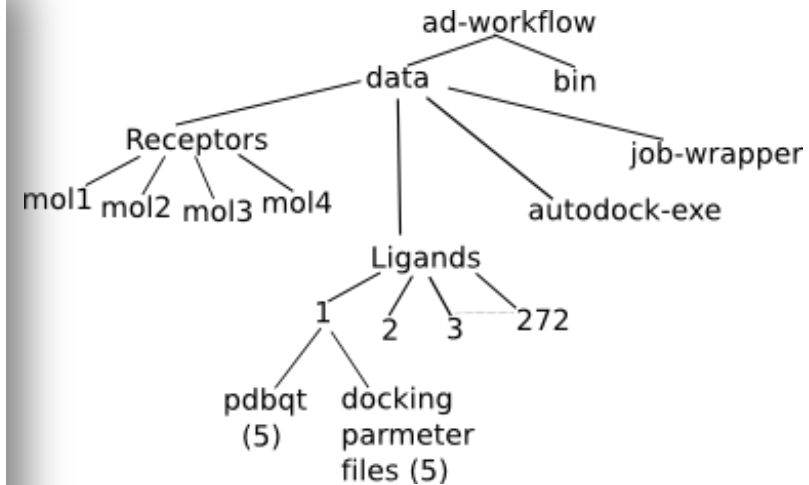 ad-workflow
data
bin
Receptors
job-wrapper
mol1
mol2
mol3
mol4
autodock-exe
Ligands
1
2
3
272
pdbqt
(5)
docking
parmeter
files (5)